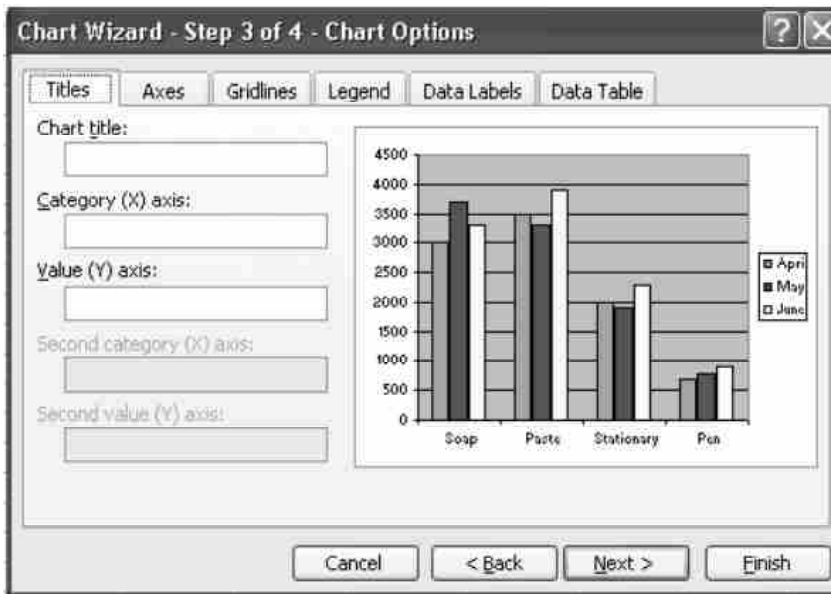 Chart Wizard - Step 3 of 4 - Chart Options
Titles Axes Gridlines Legend Data Labels Data Table
Chart title:
Category (X) axis:
Value (Y) axis:
Second category (X) axis:
Second value (Y) axis:
4500
4000
3500
3000
2500
2000
1500
1000
500
0
Soap Paste Stationary Pen
April
May
June
Cancel < Back Next > Finish